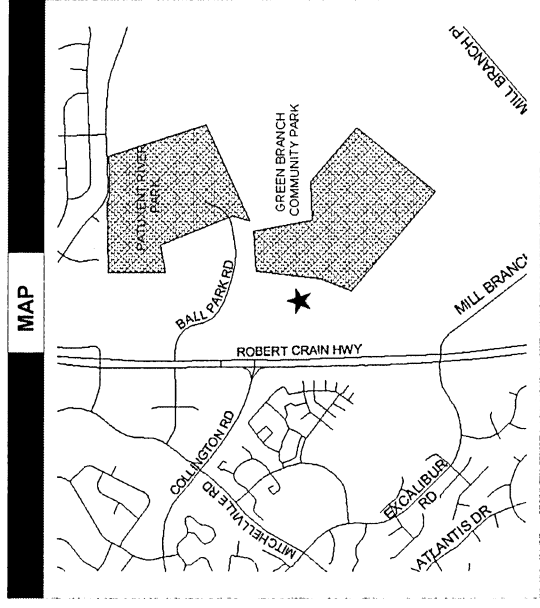 MAP
MILL BRANCH PL
PATUXENT RIVER
PARK
GREEN BRANCH
COMMUNITY PARK
BALL PARK RD
MILL BRANCH
ROBERT CRAIN HWY
COLLINGTON RD
MITCHELLVILLE RD
EXCALIBUR
RD
ATLANTIS DR